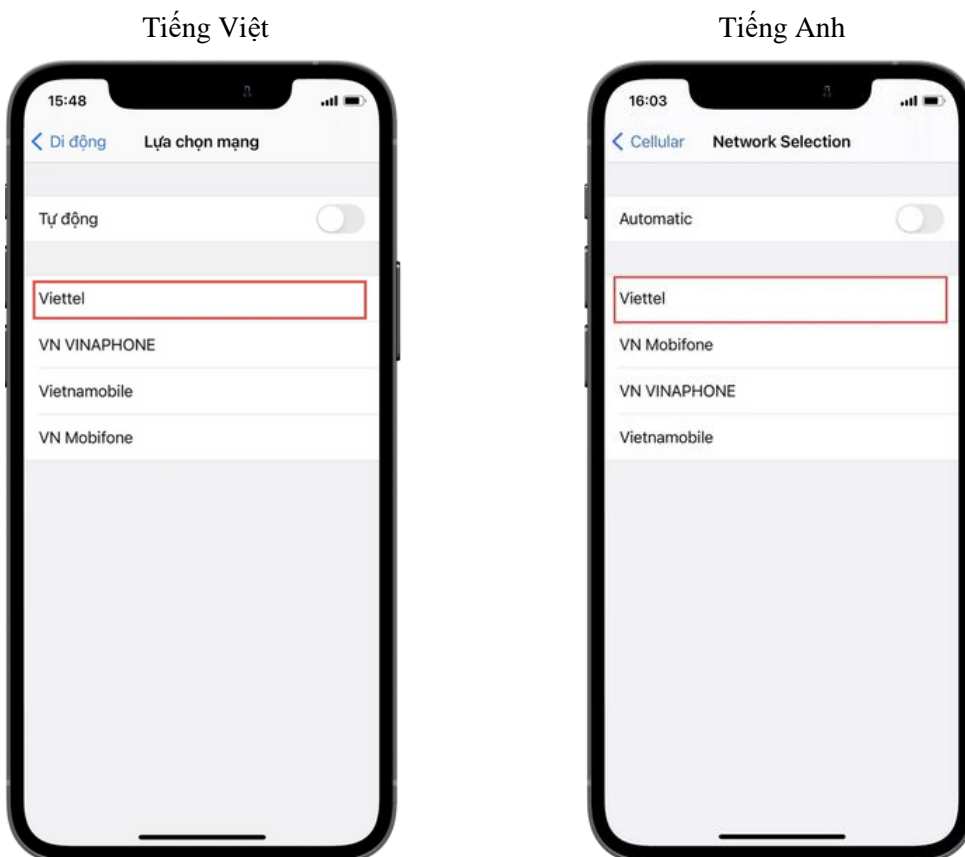 Tiếng Việt
15:48
Di động Lựa chọn mạng
Tự động
Viettel
VN VINAPHONE
Vietnamobile
VN Mobifone
Tiếng Anh
16:03
Cellular Network Selection
Automatic
Viettel
VN Mobifone
VN VINAPHONE
Vietnamobile